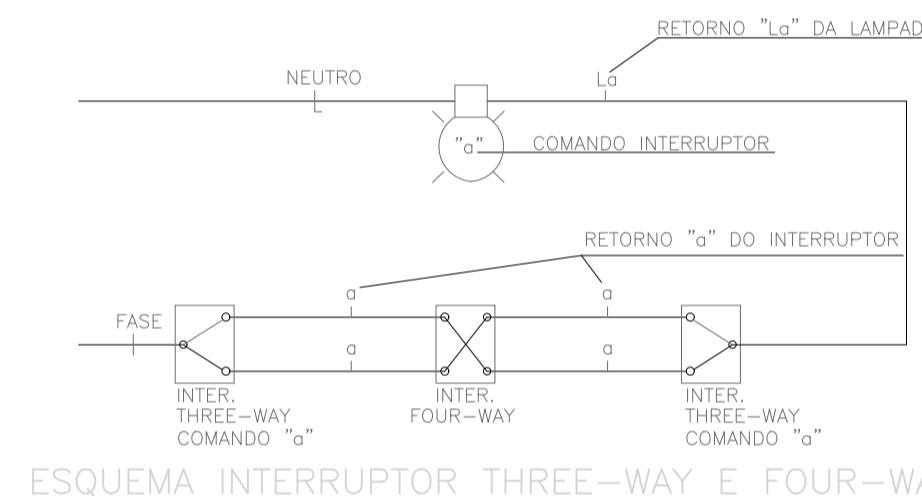 RETORNO "La" DA LAMPAD
NEUTRO
La
"a"
COMANDO INTERRUPTOR
RETORNO "a" DO INTERRUPTOR
a
a
FASE
a
a
INTER.
THREE-WAY
COMANDO "a"
INTER.
FOUR-WAY
INTER.
THREE-WAY
COMANDO "a"
ESQUEMA INTERRUPTOR THREE-WAY E FOUR-WA